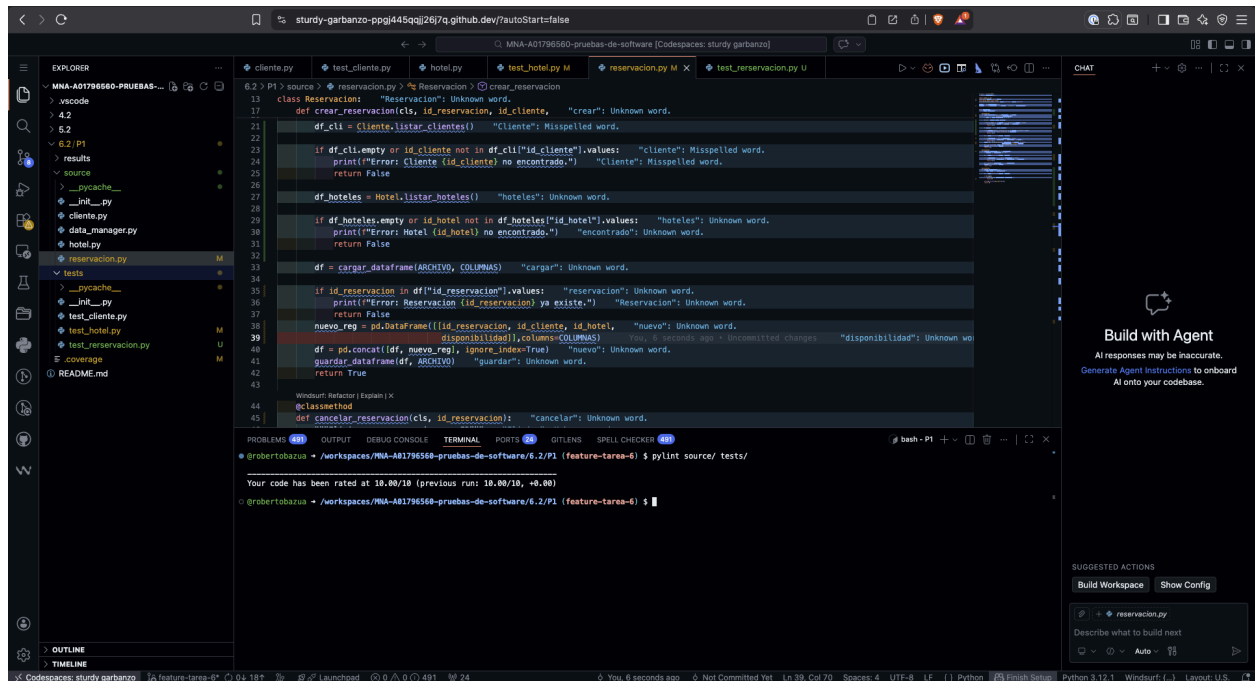 sturdy-garbanzo-ppgj445qqjj26j7q.github.dev/?autoStart=false
MNA-A01796560-pruebas-de-software [Codespaces: sturdy garbanzo]
EXPLORER
MNA-A01796560-PRUEBAS-...
.vscode
4.2
5.2
6.2/P1
results
source
__pycache__
__init__.py
cliente.py
data_manager.py
hotel.py
reservacion.py M
tests
__pycache__
__init__.py
test_cliente.py
test_hotel.py M
test_rerservacion.py U
.coverage M
README.md
OUTLINE
TIMELINE
cliente.py test_cliente.py hotel.py test_hotel.py M reservacion.py M test_rerservacion.py U
6.2 > P1 > source > reservacion.py > Reservacion > crear_reservacion
13 class Reservacion: "Reservacion": Unknown word.
17 def crear_reservacion(cls, id_reservacion, id_cliente, "crear": Unknown word.
21 df_cli = Cliente.listar_clientes() "Cliente": Misspelled word.
22
23 if df_cli.empty or id_cliente not in df_cli["id_cliente"].values: "cliente": Misspelled word.
24 print(f"Error: Cliente {id_cliente} no encontrado.") "Cliente": Misspelled word.
25 return False
26
27 df_hoteles = Hotel.listar_hoteles() "hoteles": Unknown word.
28
29 if df_hoteles.empty or id_hotel not in df_hoteles["id_hotel"].values: "hoteles": Unknown word.
30 print(f"Error: Hotel {id_hotel} no encontrado.") "encontrado": Unknown word.
31 return False
32
33 df = cargar_dataframe(ARCHIVO, COLUMNAS) "cargar": Unknown word.
34
35 if id_reservacion in df["id_reservacion"].values: "reservacion": Unknown word.
36 print(f"Error: Reservacion {id_reservacion} ya existe.") "Reservacion": Unknown word.
37 return False
38 nuevo_reg = pd.DataFrame([[id_reservacion, id_cliente, id_hotel, "nuevo": Unknown word.
39 disponibilidad]],columns=COLUMNAS) You, 6 seconds ago • Uncommitted changes "disponibilidad": Unknown wo
40 df = pd.concat([df, nuevo_reg], ignore_index=True) "nuevo": Unknown word.
41 guardar_dataframe(df, ARCHIVO) "guardar": Unknown word.
42 return True
43
Windsurf: Refactor | Explain | X
44 @classmethod
45 def cancelar_reservacion(cls, id_reservacion): "cancelar": Unknown word.
PROBLEMS 491 OUTPUT DEBUG CONSOLE TERMINAL PORTS 24 GITLENS SPELL CHECKER 491
bash - P1
@robertobazua → /workspaces/MNA-A01796560-pruebas-de-software/6.2/P1 (feature-tarea-6) $ pylint source/ tests/
Your code has been rated at 10.00/10 (previous run: 10.00/10, +0.00)
@robertobazua → /workspaces/MNA-A01796560-pruebas-de-software/6.2/P1 (feature-tarea-6) $
CHAT
Build with Agent
AI responses may be inaccurate.
Generate Agent Instructions to onboard
AI onto your codebase.
SUGGESTED ACTIONS
Build Workspace Show Config
reservacion.py
Describe what to build next
Auto
Codespaces: sturdy garbanzo feature-tarea-6* 0↓ 18↑ Launchpad 0 0 491 24 You, 6 seconds ago Not Committed Yet Ln 39, Col 70 Spaces: 4 UTF-8 LF Python Finish Setup Python 3.12.1 Windsurf: {...} Layout: U.S.